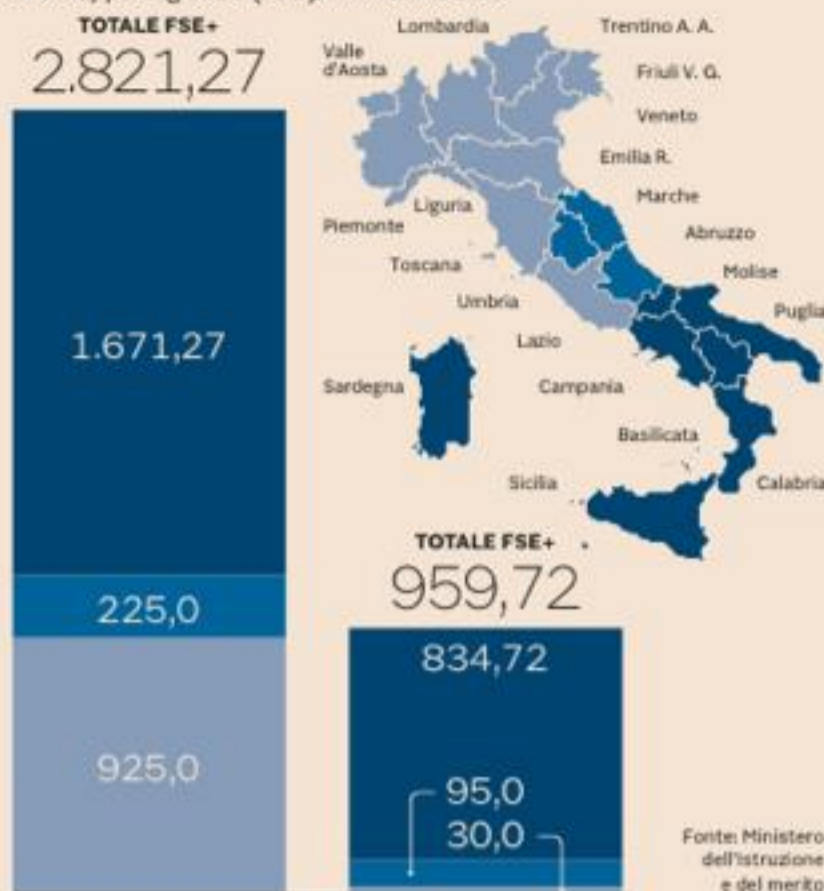 TOTALE FSE+
2.821,27
1.671,27
225,0
925,0
Lombardia
Trentino A. A.
Valle
d'Aosta
Friuli V. G.
Veneto
Emilia R.
Marche
Liguria
Piemonte
Abruzzo
Toscana
Molise
Umbria
Puglia
Lazio
Sardegna
Campania
Basilicata
Sicilia
Calabria
TOTALE FSE+
959,72
834,72
95,0
30,0
Fonte: Ministero
dell'istruzione
e del merito